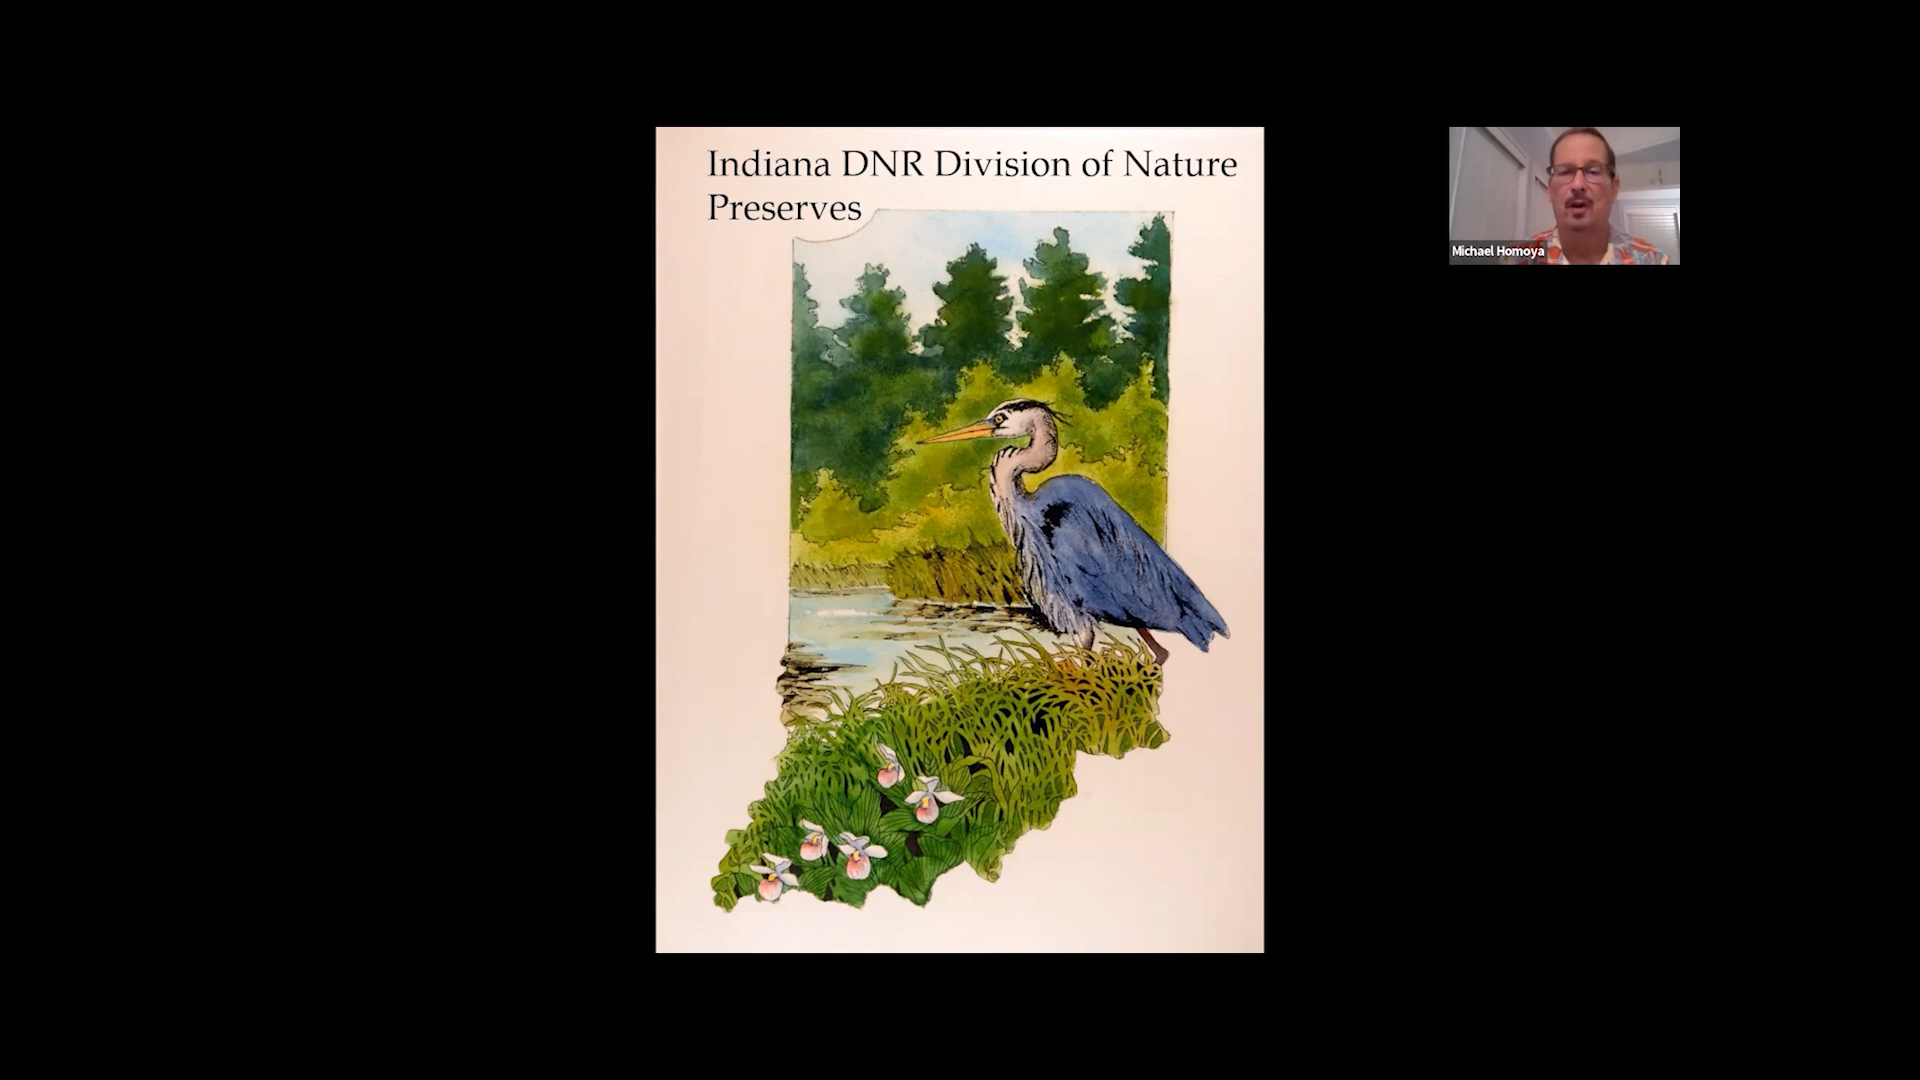 Indiana DNR Division of Nature
Preserves
Michael Homoya